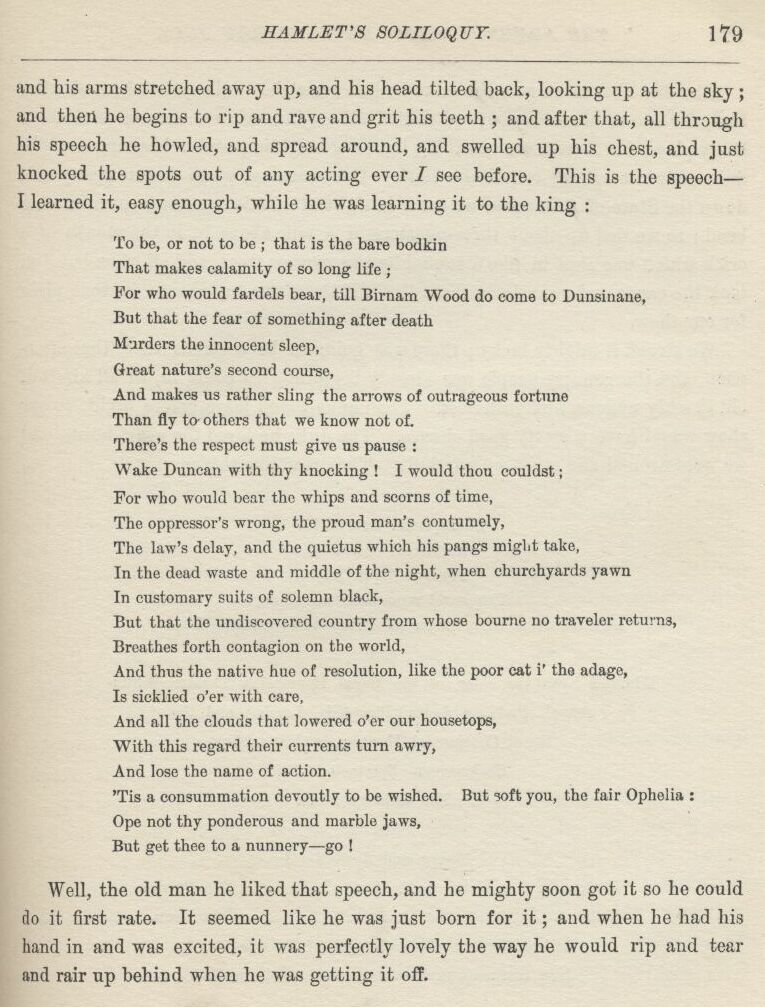 HAMLET'S SOLILOQUY. 179
and his arms stretched away up, and his head tilted back, looking up at the sky ;
and then he begins to rip and rave and grit his teeth ; and after that, all through
his speech he howled, and spread around, and swelled up his chest, and just
knocked the spots out of any acting ever I see before. This is the speech—
I learned it, easy enough, while he was learning it to the king :
To be, or not to be ; that is the bare bodkin
That makes calamity of so long life ;
For who would fardels bear, till Birnam Wood do come to Dunsinane,
But that the fear of something after death
Murders the innocent sleep,
Great nature's second course,
And makes us rather sling the arrows of outrageous fortune
Than fly to others that we know not of.
There's the respect must give us pause :
Wake Duncan with thy knocking ! I would thou couldst ;
For who would bear the whips and scorns of time,
The oppressor's wrong, the proud man's contumely,
The law's delay, and the quietus which his pangs might take,
In the dead waste and middle of the night, when churchyards yawn
In customary suits of solemn black,
But that the undiscovered country from whose bourne no traveler returns,
Breathes forth contagion on the world,
And thus the native hue of resolution, like the poor cat i' the adage,
Is sicklied o'er with care,
And all the clouds that lowered o'er our housetops,
With this regard their currents turn awry,
And lose the name of action.
'Tis a consummation devoutly to be wished. But soft you, the fair Ophelia :
Ope not thy ponderous and marble jaws,
But get thee to a nunnery—go !
Well, the old man he liked that speech, and he mighty soon got it so he could
do it first rate. It seemed like he was just born for it ; and when he had his
hand in and was excited, it was perfectly lovely the way he would rip and tear
and rair up behind when he was getting it off.